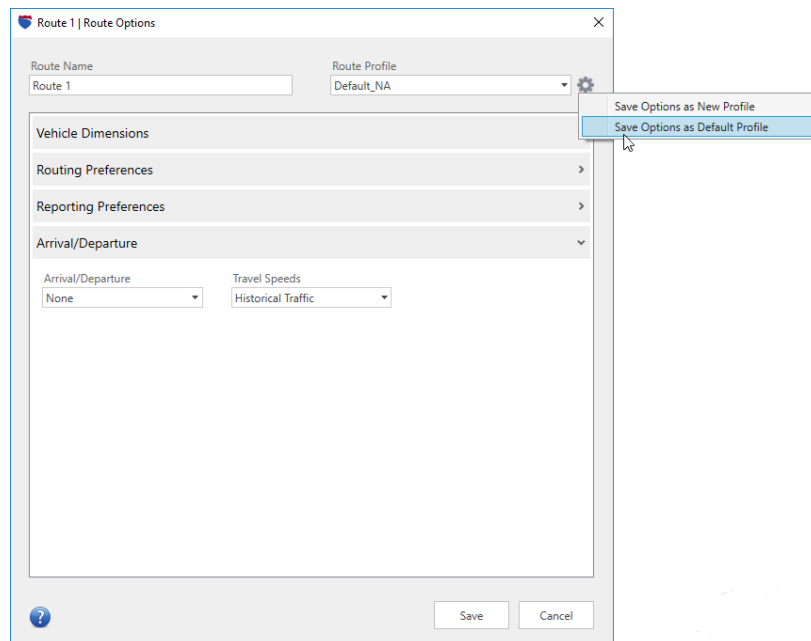 Route 1 | Route Options
Route Name
Route Profile
Route 1
Default_NA
Save Options as New Profile
Save Options as Default Profile
Vehicle Dimensions
Routing Preferences
Reporting Preferences
Arrival/Departure
Arrival/Departure
Travel Speeds
None
Historical Traffic
?
Save
Cancel